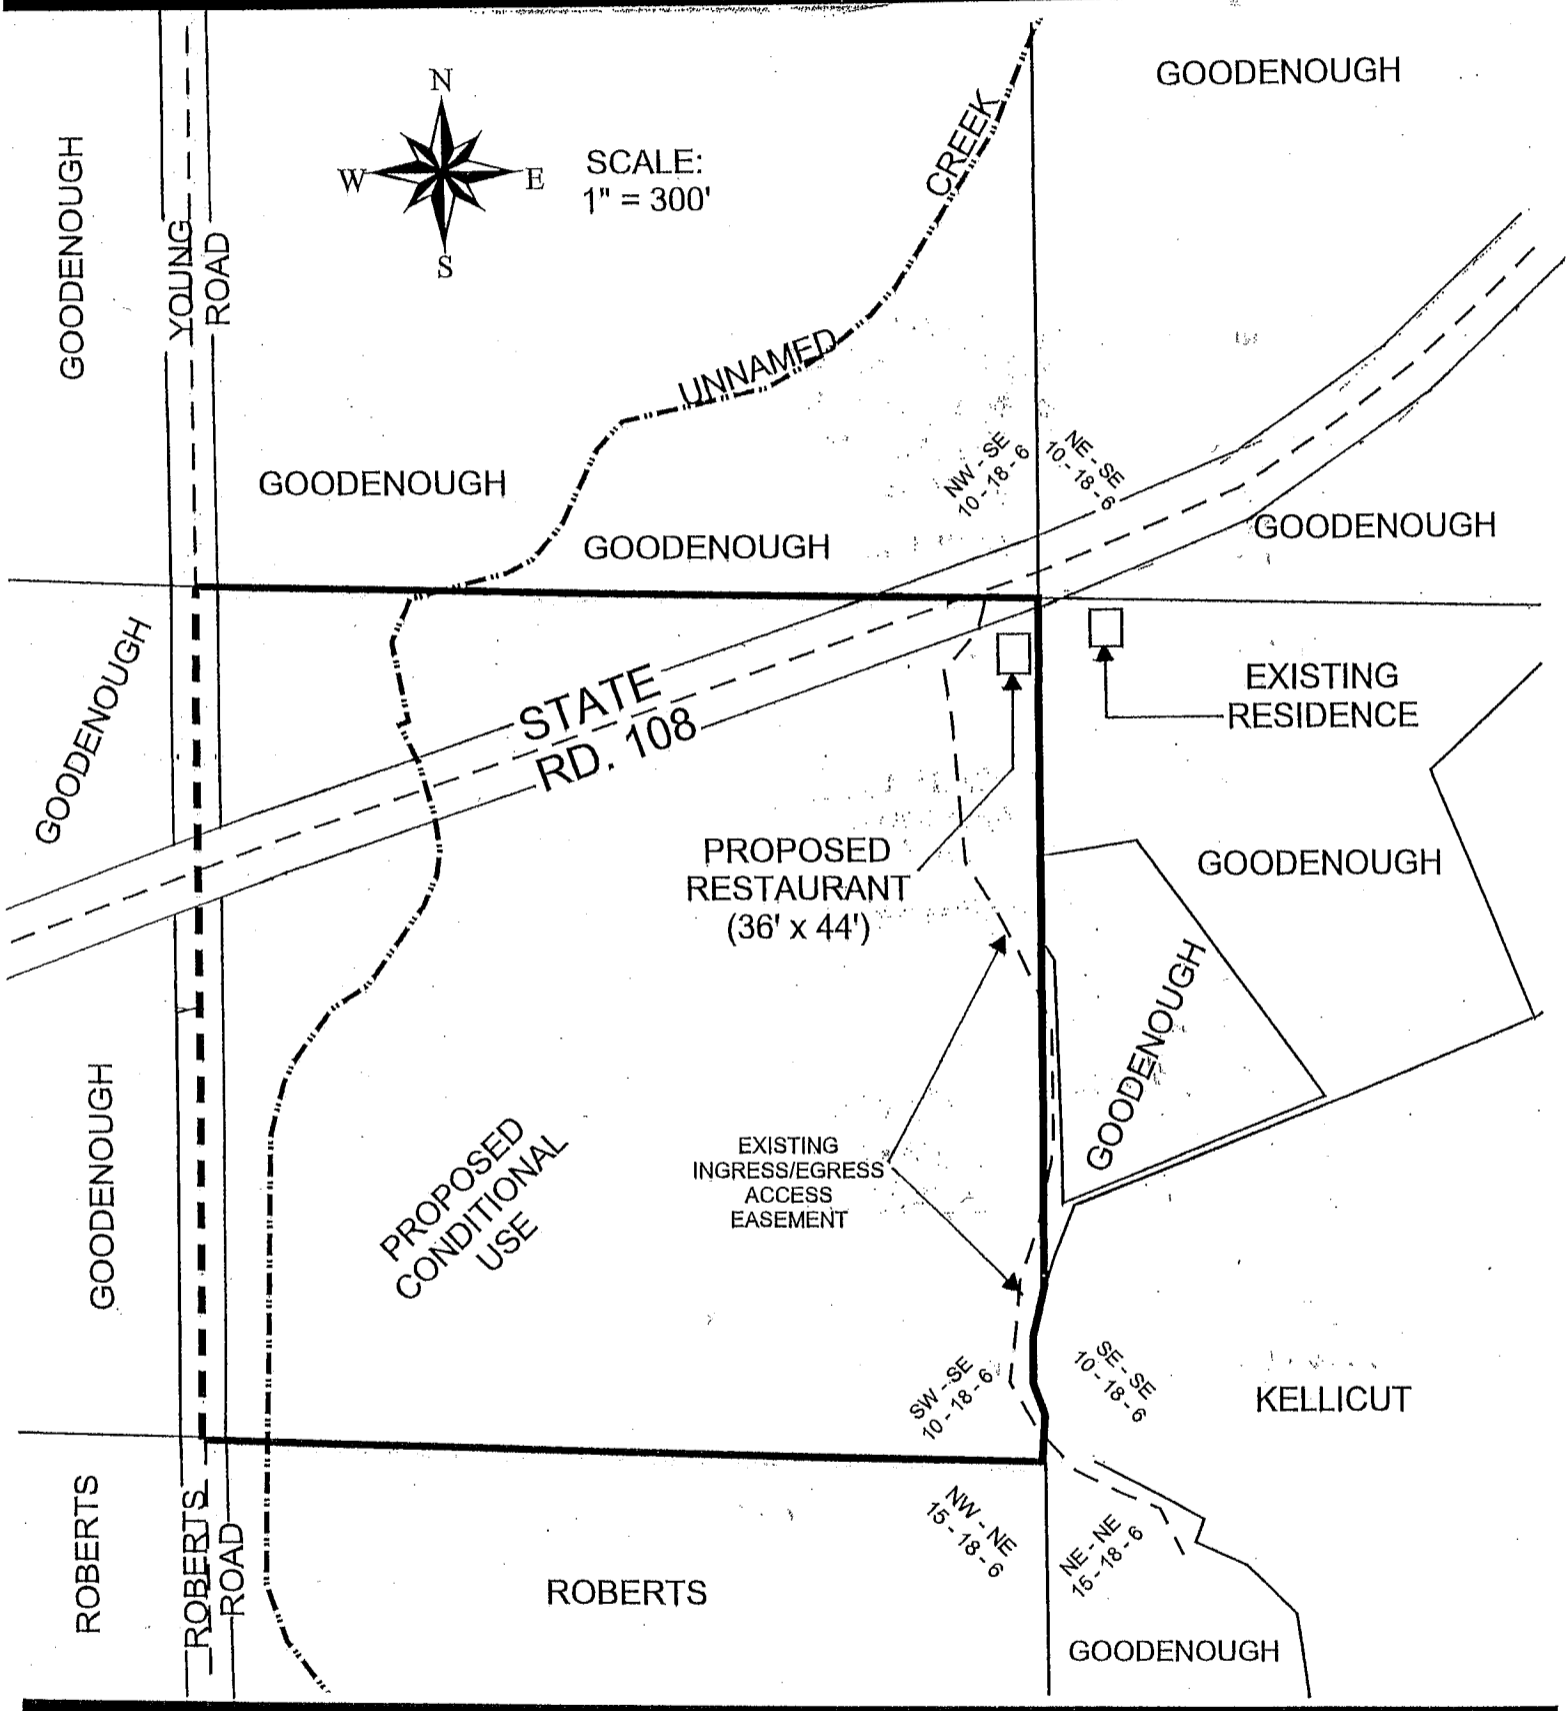 GOODENOUGH
N
W
E
S
SCALE:
1" = 300'
CREEK
GOODENOUGH
YOUNG
ROAD
UNNAMED
GOODENOUGH
GOODENOUGH
NW - SE
10 - 18 - 6
NE - SE
10 - 18 - 6
GOODENOUGH
GOODENOUGH
STATE
RD. 108
EXISTING
RESIDENCE
PROPOSED
RESTAURANT
(36' x 44')
GOODENOUGH
GOODENOUGH
GOODENOUGH
PROPOSED
CONDITIONAL
USE
EXISTING
INGRESS/EGRESS
ACCESS
EASEMENT
SW - SE
10 - 18 - 6
SE - SE
10 - 18 - 6
KELLICUT
ROBERTS
ROBERTS
ROAD
ROBERTS
NW - NE
15 - 18 - 6
NE - NE
15 - 18 - 6
GOODENOUGH